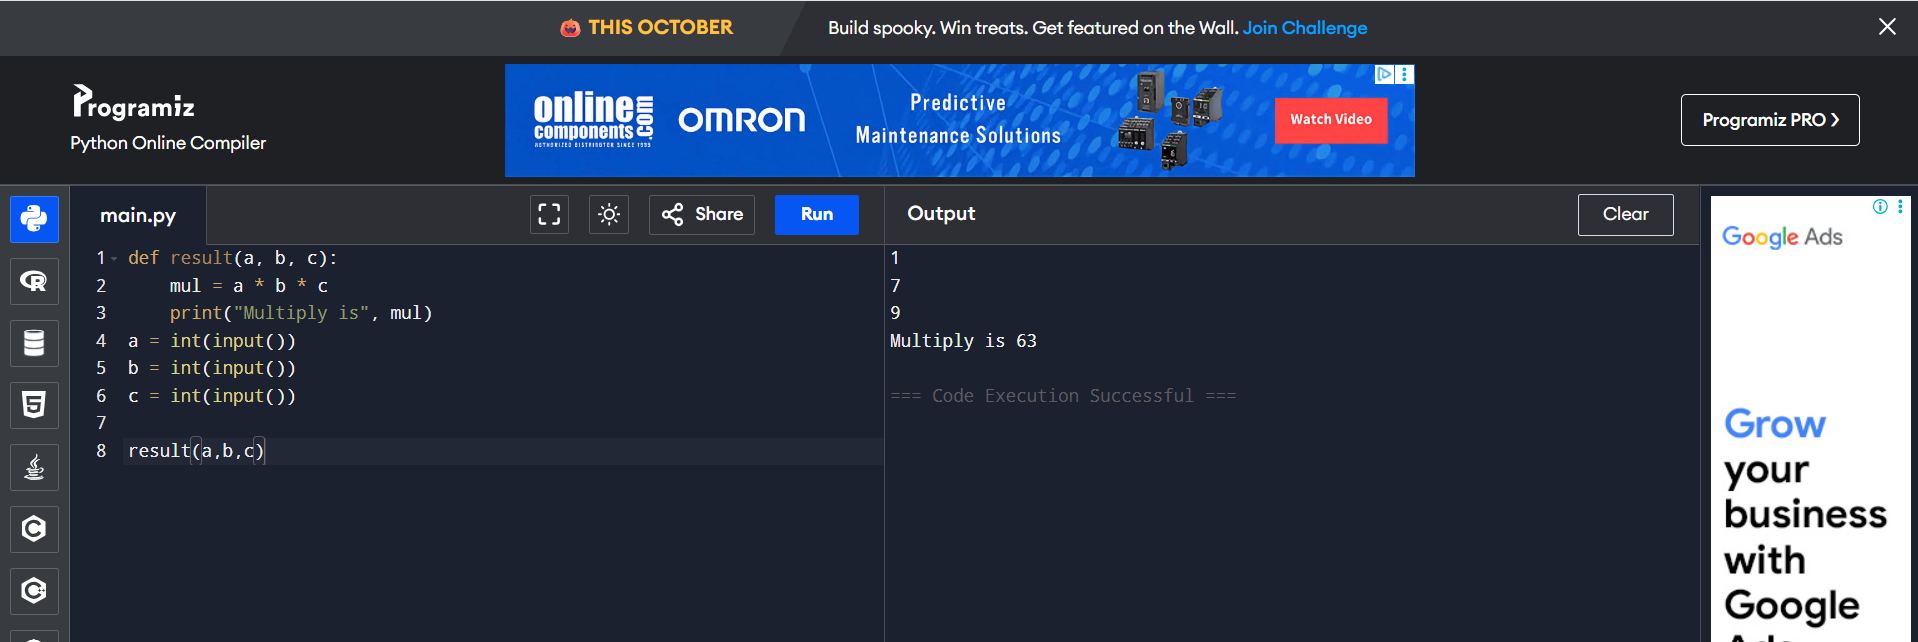 THIS OCTOBER
Build spooky. Win treats. Get featured on the Wall. Join Challenge
Programiz
Python Online Compiler
online
components.com
AUTHORIZED DISTRIBUTOR SINCE 1999
OMRON
Predictive
Maintenance Solutions
Watch Video
Programiz PRO
main.py
Share
Run
Output
Clear
1 def result(a, b, c):
2     mul = a * b * c
3     print("Multiply is", mul)
4 a = int(input())
5 b = int(input())
6 c = int(input())
7
8 result(a,b,c)
1
7
9
Multiply is 63
=== Code Execution Successful ===
Google Ads
Grow
your
business
with
Google